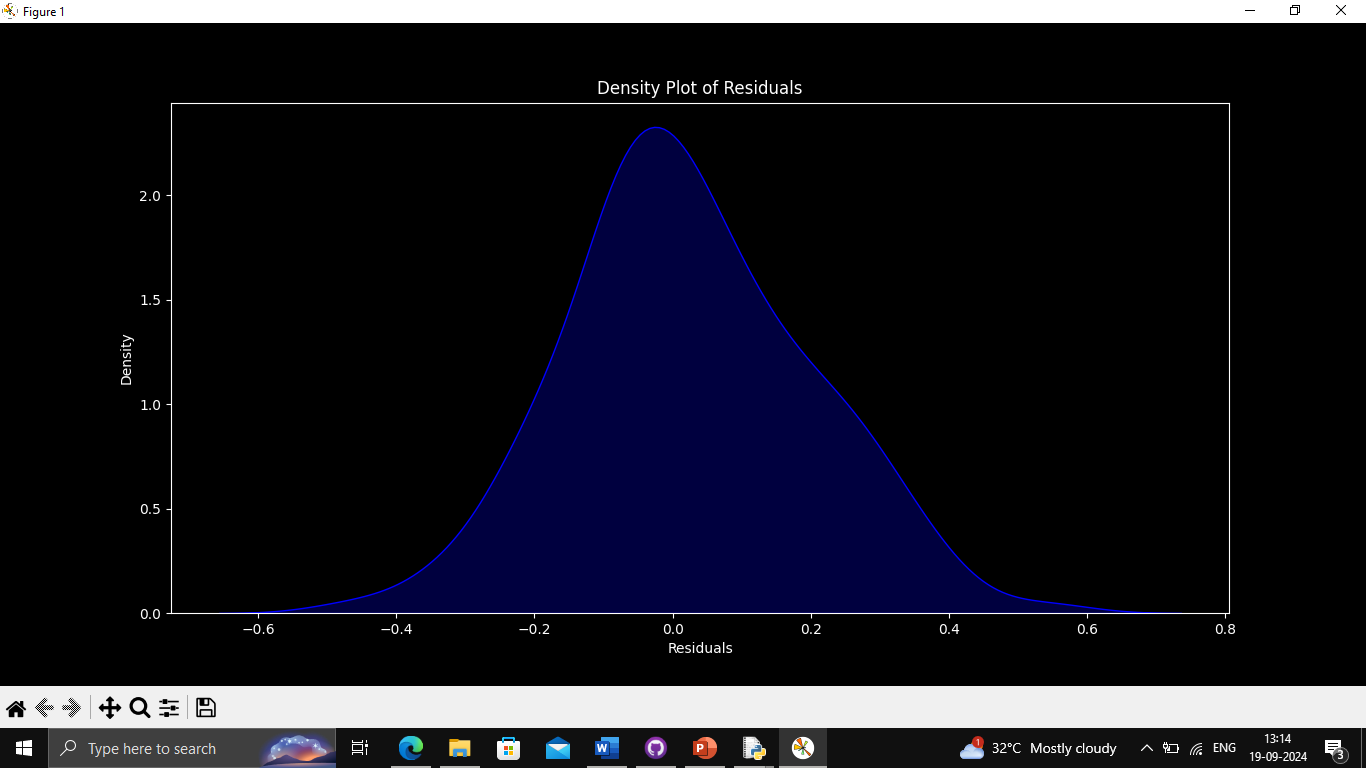 Figure 1
Density Plot of Residuals
2.0
1.5
1.0
0.5
0.0
Density
−0.6 −0.4 −0.2 0.0 0.2 0.4 0.6 0.8
Residuals
Type here to search
W
P
1
32°C Mostly cloudy
ENG
13:14
19-09-2024
3